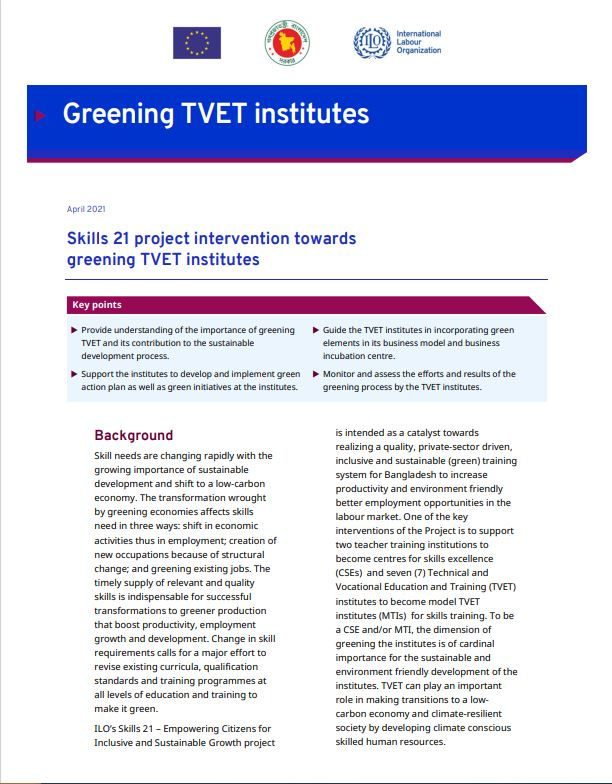 International
Labour
Organization
Greening TVET institutes
April 2021
Skills 21 project intervention towards
greening TVET institutes
Key points
Provide understanding of the importance of greening
TVET and its contribution to the sustainable
development process.
Support the institutes to develop and implement green
action plan as well as green initiatives at the institutes.
Guide the TVET institutes in incorporating green
elements in its business model and business
incubation centre.
Monitor and assess the efforts and results of the
greening process by the TVET institutes.
Background
Skill needs are changing rapidly with the
growing importance of sustainable
development and shift to a low-carbon
economy. The transformation wrought
by greening economies affects skills
need in three ways: shift in economic
activities thus in employment; creation of
new occupations because of structural
change; and greening existing jobs. The
timely supply of relevant and quality
skills is indispensable for successful
transformations to greener production
that boost productivity, employment
growth and development. Change in skill
requirements calls for a major effort to
revise existing curricula, qualification
standards and training programmes at
all levels of education and training to
make it green.
ILO's Skills 21 – Empowering Citizens for
Inclusive and Sustainable Growth project
is intended as a catalyst towards
realizing a quality, private-sector driven,
inclusive and sustainable (green) training
system for Bangladesh to increase
productivity and environment friendly
better employment opportunities in the
labour market. One of the key
interventions of the Project is to support
two teacher training institutions to
become centres for skills excellence
(CSEs) and seven (7) Technical and
Vocational Education and Training (TVET)
institutes to become model TVET
institutes (MTIs) for skills training. To be
a CSE and/or MTI, the dimension of
greening the institutes is of cardinal
importance for the sustainable and
environment friendly development of the
institutes. TVET can play an important
role in making transitions to a low-
carbon economy and climate-resilient
society by developing climate conscious
skilled human resources.